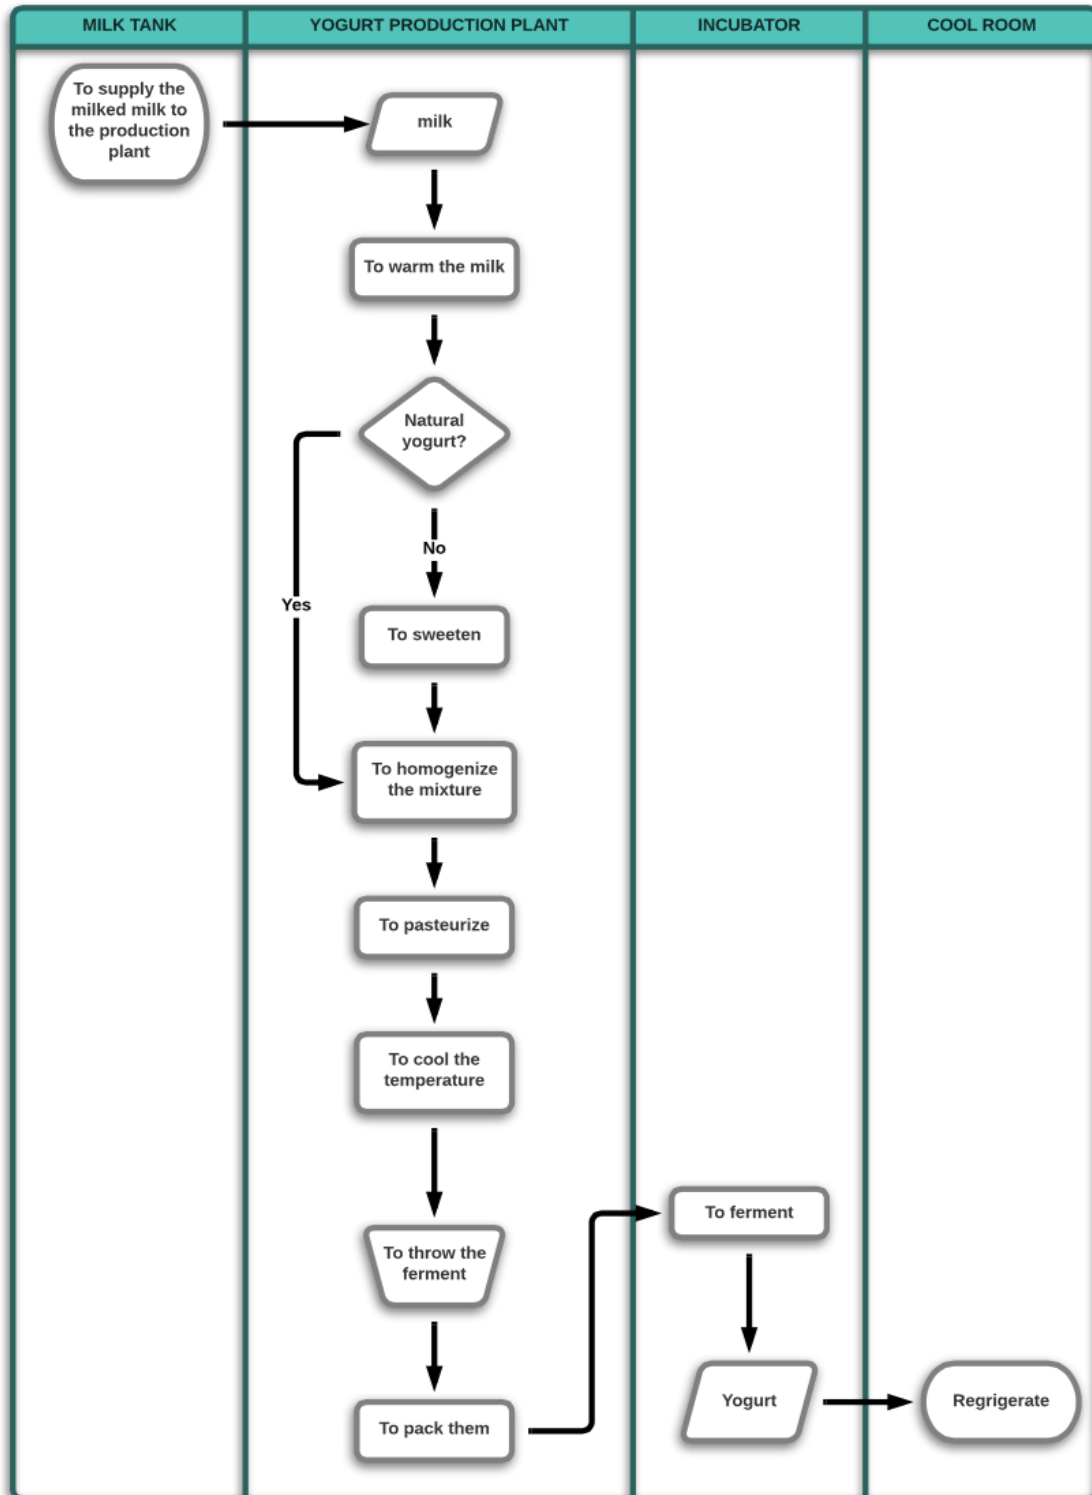 MILK TANK
YOGURT PRODUCTION PLANT
INCUBATOR
COOL ROOM
To supply the
milked milk to
the production
plant
milk
To warm the milk
Natural
yogurt?
No
Yes
To sweeten
To homogenize
the mixture
To pasteurize
To cool the
temperature
To throw the
ferment
To pack them
To ferment
Yogurt
Regrigerate